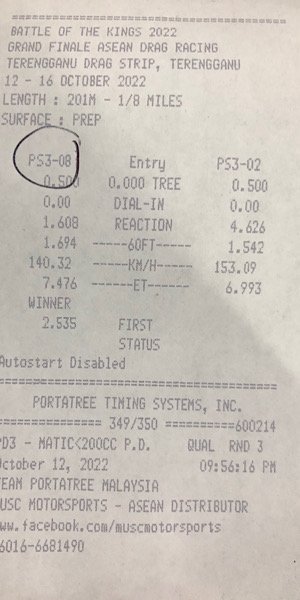 ===================================
BATTLE OF THE KINGS 2022
GRAND FINALE ASEAN DRAG RACING
TERENGGANU DRAG STRIP, TERENGGANU
12 - 16 OCTOBER 2022
LENGTH : 201M - 1/8 MILES
SURFACE : PREP
PS3-08 Entry PS3-02
0.500 0.000 TREE 0.500
0.00 DIAL-IN 0.00
1.608 REACTION 4.626
1.694 -----60FT----- 1.542
140.32 -----KM/H----- 153.09
7.476 ------ET------ 6.993
WINNER
2.535 FIRST
STATUS
Autostart Disabled
===================================
PORTATREE TIMING SYSTEMS, INC.
============= 349/350 ==========600214
PD3 - MATIC<200CC P.D. QUAL RND 3
October 12, 2022 09:56:16 PM
TEAM PORTATREE MALAYSIA
MUSC MOTORSPORTS - ASEAN DISTRIBUTOR
www.facebook.com/muscmotorsports
6016-6681490